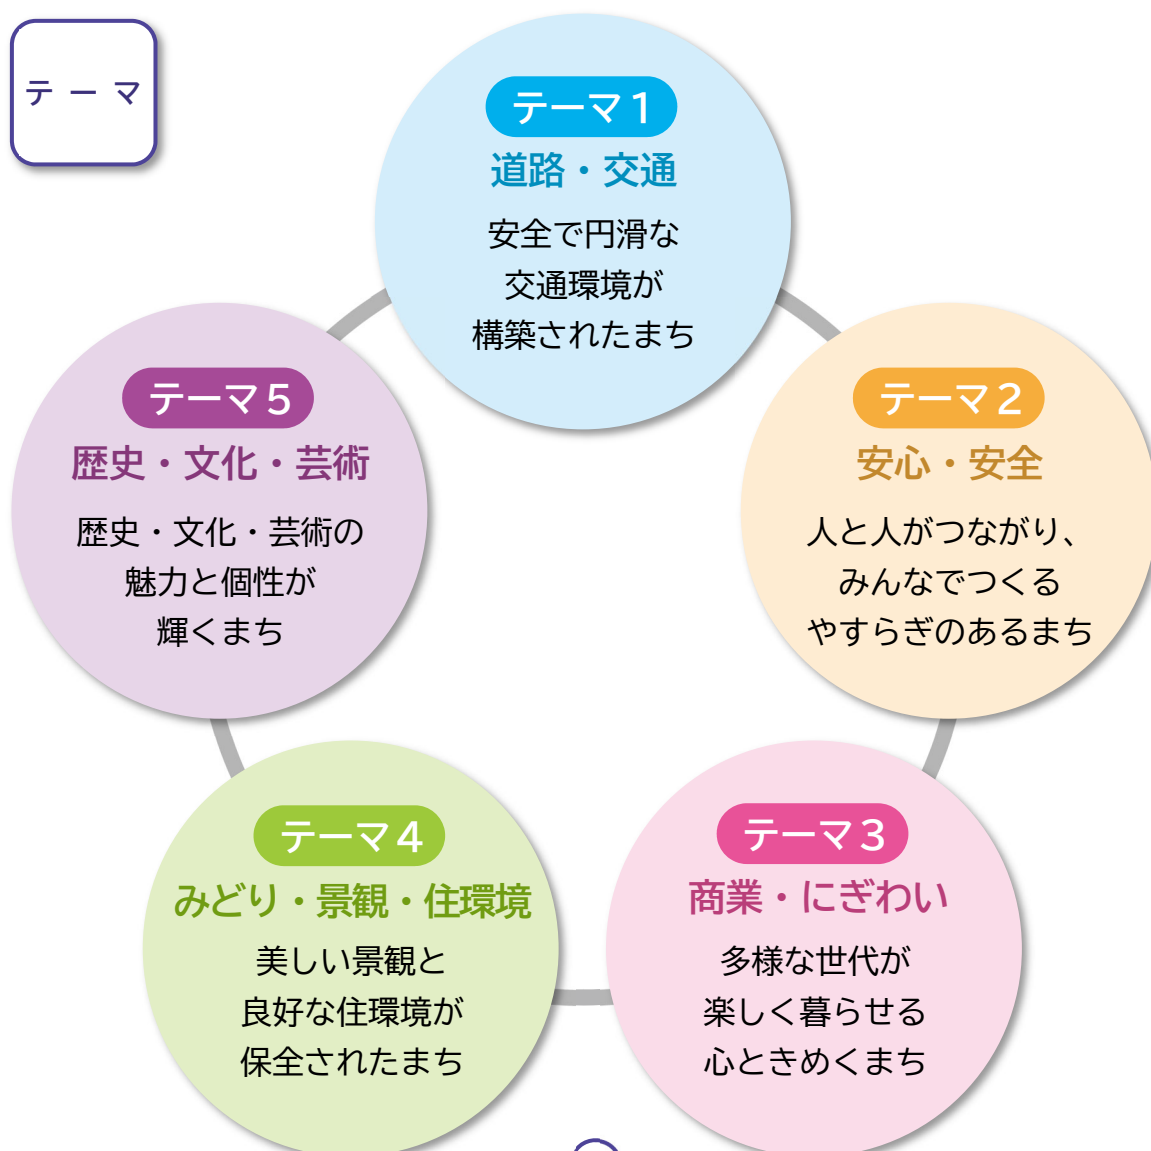 テーマ
テーマ1
道路・交通
安全で円滑な
交通環境が
構築されたまち
テーマ2
安心・安全
人と人がつながり、
みんなでつくる
やすらぎのあるまち
テーマ3
商業・にぎわい
多様な世代が
楽しく暮らせる
心ときめくまち
テーマ4
みどり・景観・住環境
美しい景観と
良好な住環境が
保全されたまち
テーマ5
歴史・文化・芸術
歴史・文化・芸術の
魅力と個性が
輝くまち